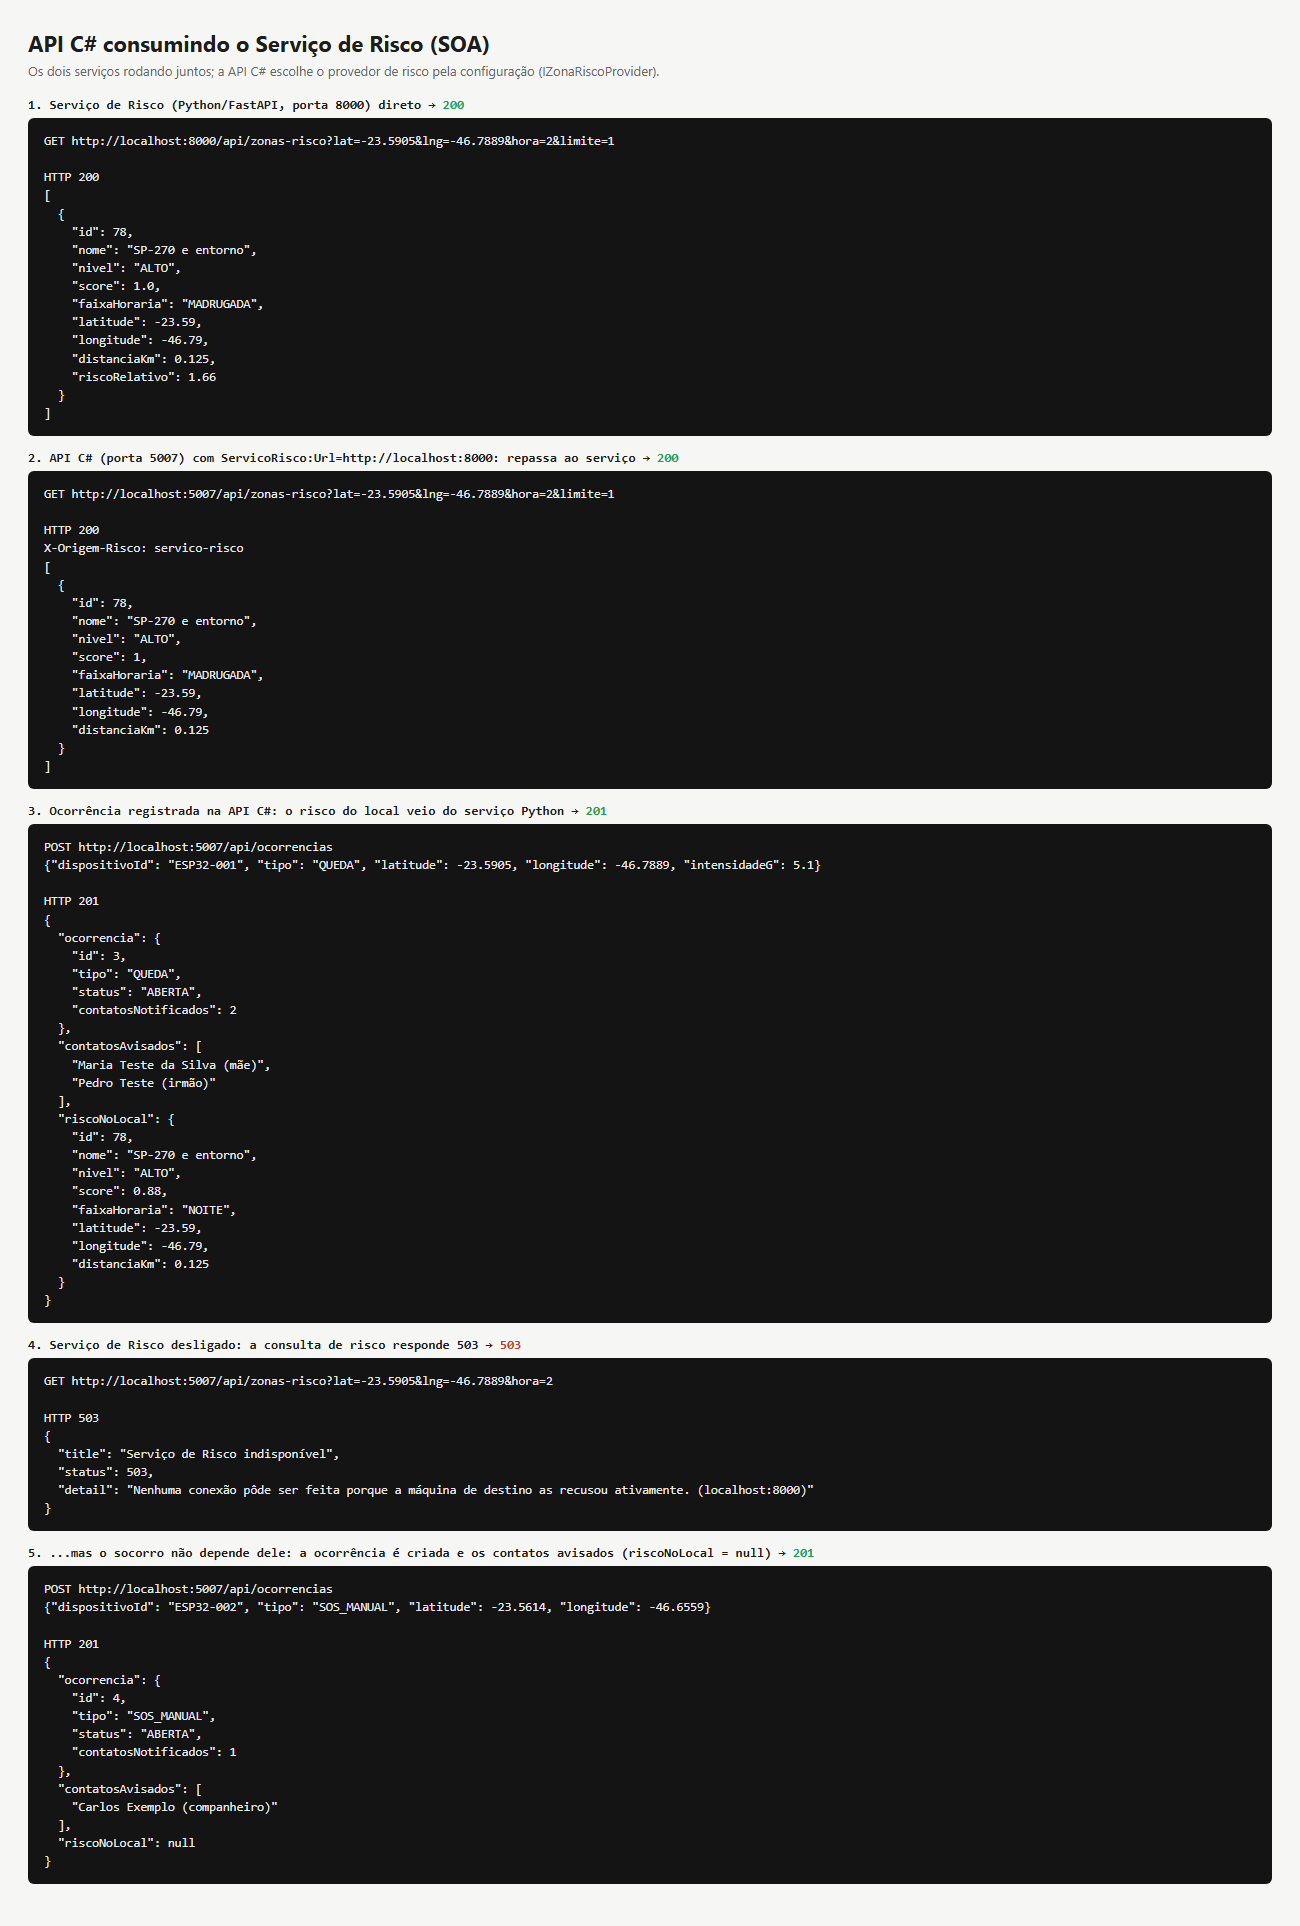 API C# consumindo o Serviço de Risco (SOA)
Os dois serviços rodando juntos; a API C# escolhe o provedor de risco pela configuração (IZonaRiscoProvider).
1. Serviço de Risco (Python/FastAPI, porta 8000) direto → 200
GET http://localhost:8000/api/zonas-risco?lat=-23.5905&lng=-46.7889&hora=2&limite=1
HTTP 200
[
  {
    "id": 78,
    "nome": "SP-270 e entorno",
    "nivel": "ALTO",
    "score": 1.0,
    "faixaHoraria": "MADRUGADA",
    "latitude": -23.59,
    "longitude": -46.79,
    "distanciaKm": 0.125,
    "riscoRelativo": 1.66
  }
]
2. API C# (porta 5007) com ServicoRisco:Url=http://localhost:8000: repassa ao serviço → 200
GET http://localhost:5007/api/zonas-risco?lat=-23.5905&lng=-46.7889&hora=2&limite=1
HTTP 200
X-Origem-Risco: servico-risco
[
  {
    "id": 78,
    "nome": "SP-270 e entorno",
    "nivel": "ALTO",
    "score": 1,
    "faixaHoraria": "MADRUGADA",
    "latitude": -23.59,
    "longitude": -46.79,
    "distanciaKm": 0.125
  }
]
3. Ocorrência registrada na API C#: o risco do local veio do serviço Python → 201
POST http://localhost:5007/api/ocorrencias
{"dispositivoId": "ESP32-001", "tipo": "QUEDA", "latitude": -23.5905, "longitude": -46.7889, "intensidadeG": 5.1}
HTTP 201
{
  "ocorrencia": {
    "id": 3,
    "tipo": "QUEDA",
    "status": "ABERTA",
    "contatosNotificados": 2
  },
  "contatosAvisados": [
    "Maria Teste da Silva (mãe)",
    "Pedro Teste (irmão)"
  ],
  "riscoNoLocal": {
    "id": 78,
    "nome": "SP-270 e entorno",
    "nivel": "ALTO",
    "score": 0.88,
    "faixaHoraria": "NOITE",
    "latitude": -23.59,
    "longitude": -46.79,
    "distanciaKm": 0.125
  }
}
4. Serviço de Risco desligado: a consulta de risco responde 503 → 503
GET http://localhost:5007/api/zonas-risco?lat=-23.5905&lng=-46.7889&hora=2
HTTP 503
{
  "title": "Serviço de Risco indisponível",
  "status": 503,
  "detail": "Nenhuma conexão pôde ser feita porque a máquina de destino as recusou ativamente. (localhost:8000)"
}
5. ...mas o socorro não depende dele: a ocorrência é criada e os contatos avisados (riscoNoLocal = null) → 201
POST http://localhost:5007/api/ocorrencias
{"dispositivoId": "ESP32-002", "tipo": "SOS_MANUAL", "latitude": -23.5614, "longitude": -46.6559}
HTTP 201
{
  "ocorrencia": {
    "id": 4,
    "tipo": "SOS_MANUAL",
    "status": "ABERTA",
    "contatosNotificados": 1
  },
  "contatosAvisados": [
    "Carlos Exemplo (companheiro)"
  ],
  "riscoNoLocal": null
}